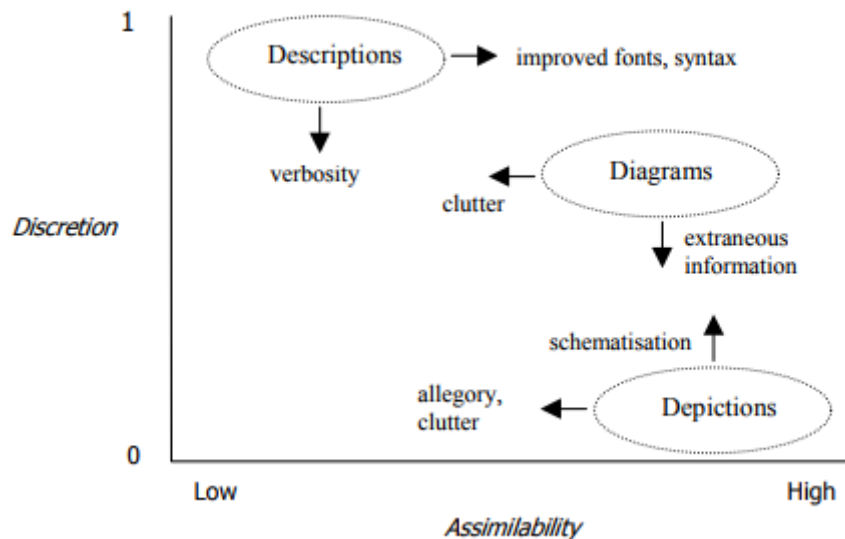 1
Descriptions
improved fonts, syntax
verbosity
Diagrams
clutter
Discretion
extraneous
information
schematisation
allegory,
clutter
Depictions
0
Low
High
Assimilability